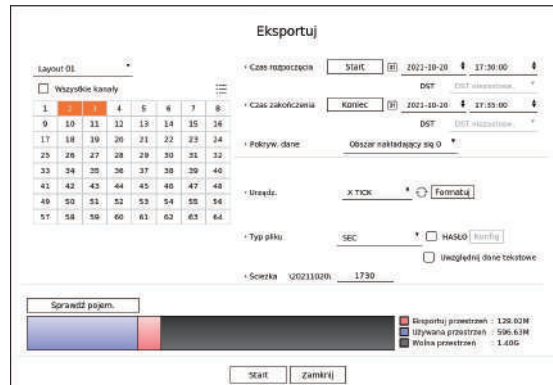 Eksportuj
Layout 01
Wszystkie kanały
1 2 3 4 5 6 7 8
9 10 11 12 13 14 15 16
17 18 19 20 21 22 23 24
25 26 27 28 29 30 31 32
33 34 35 36 37 38 39 40
41 42 43 44 45 46 47 48
49 50 51 52 53 54 55 56
57 58 59 60 61 62 63 64
Czas rozpoczęcia Start 2021-10-20 17:30:00
DST DST niezastosow.
Czas zakończenia Koniec 2021-10-20 17:35:00
DST DST niezastosow.
Pokryw. dane Obszar nakładający się 0
Urządz. X TICK Formatuj
Typ pliku SEC HASŁO Konfig
Uwzględnij dane tekstowe
Ścieżka \20211020\ 1730
Sprawdź pojem.
Eksportuj przestrzeń : 129.02M
Używana przestrzeń : 596.63M
Wolna przestrzeń : 1.40G
Start Zamknij